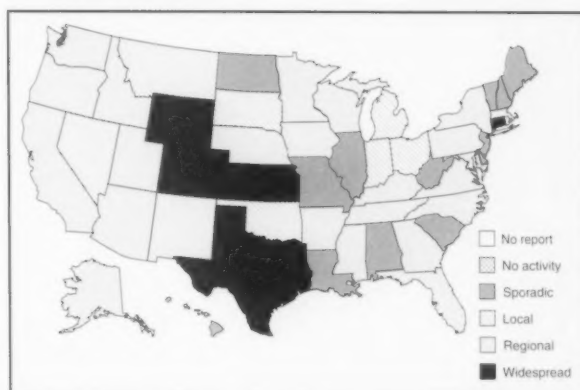 No report
No activity
Sporadic
Local
Regional
Widespread